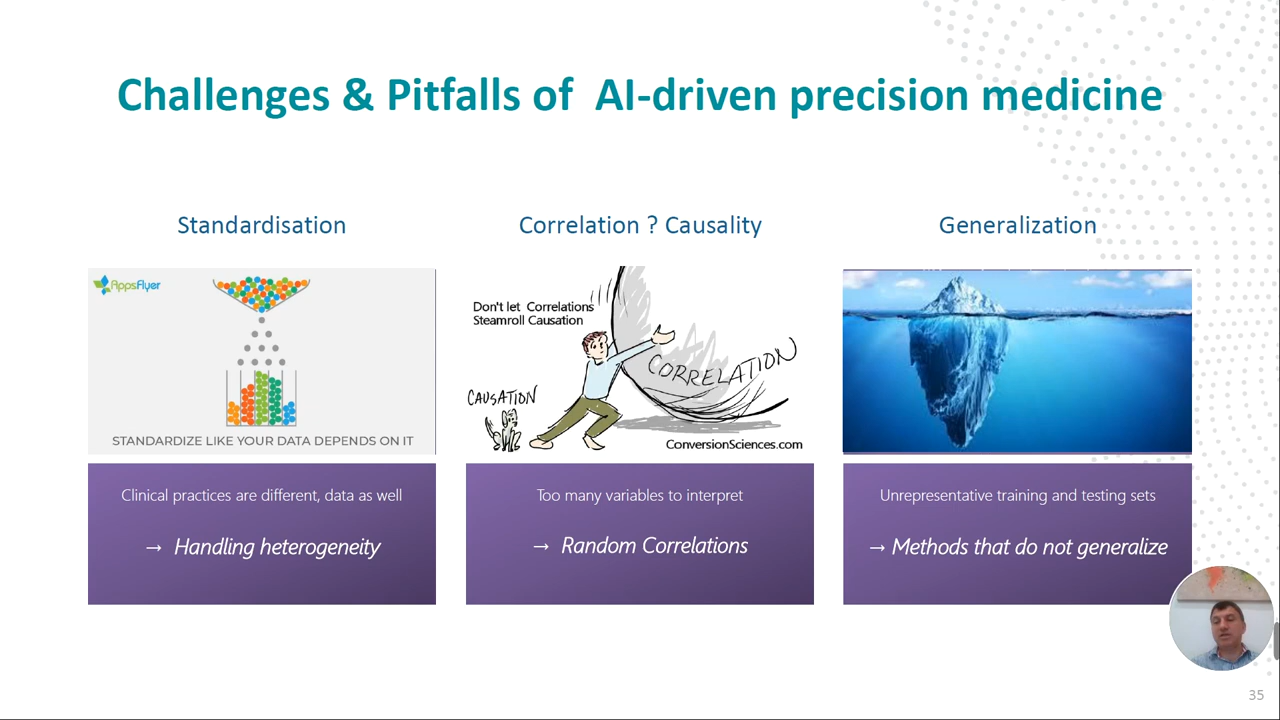 Challenges & Pitfalls of AI-driven precision medicine
Standardisation
AppsFlyer
STANDARDIZE LIKE YOUR DATA DEPENDS ON IT
Clinical practices are different, data as well
→ Handling heterogeneity
Correlation ? Causality
Don't let Correlations
Steamroll Causation
CORRELATION
CAUSATION
ConversionSciences.com
Too many variables to interpret
→ Random Correlations
Generalization
Unrepresentative training and testing sets
→ Methods that do not generalize
35